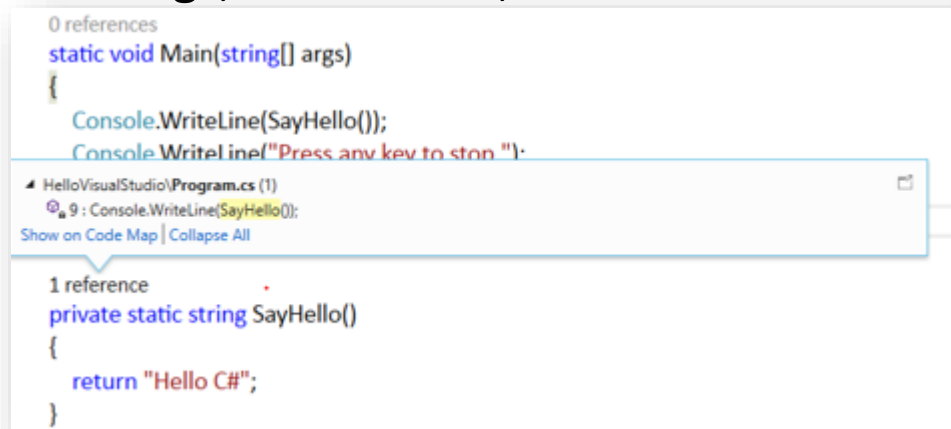 0 references
static void Main(string[] args)
{
Console.WriteLine(SayHello());
Console.WriteLine("Press any key to stop.");
HelloVisualStudio\Program.cs (1)
9 : Console.WriteLine(SayHello());
Show on Code Map | Collapse All
1 reference
private static string SayHello()
{
return "Hello C#";
}